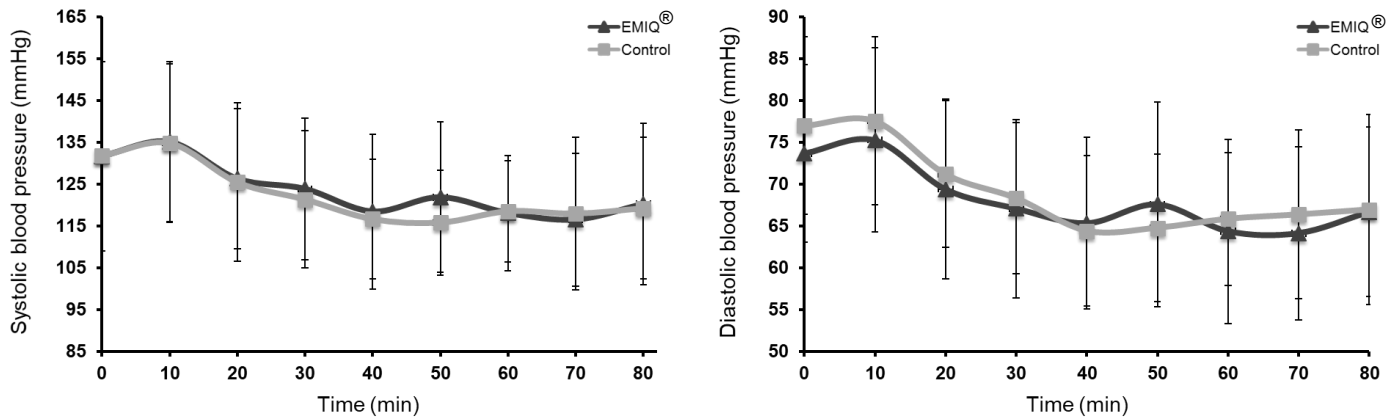 Systolic blood pressure (mmHg)
165
155
145
135
125
115
105
95
85
0 10 20 30 40 50 60 70 80
Time (min)
EMIQ®
Control
Diastolic blood pressure (mmHg)
90
85
80
75
70
65
60
55
50
0 10 20 30 40 50 60 70 80
Time (min)
EMIQ®
Control